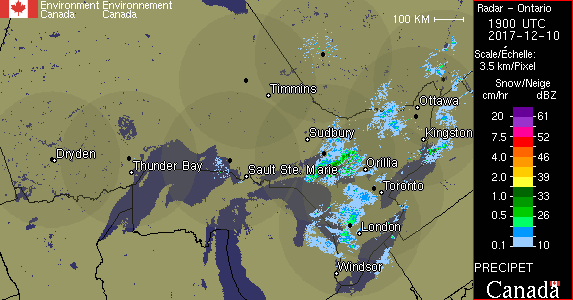 Environment Environnement
Canada Canada
100 KM
Timmins
Ottawa
Sudbury
Kingston
Dryden
Thunder Bay
Sault Ste. Marie
Orillia
Toronto
London
Windsor
Radar - Ontario
1900 UTC
2017-12-10
Scale/Échelle:
3.5 km/Pixel
Snow/Neige
cm/hr dBZ
20 61
7.5 52
4.0 46
2.0 39
1.0 33
0.5 26
0.1 10
PRECIPET
Canada